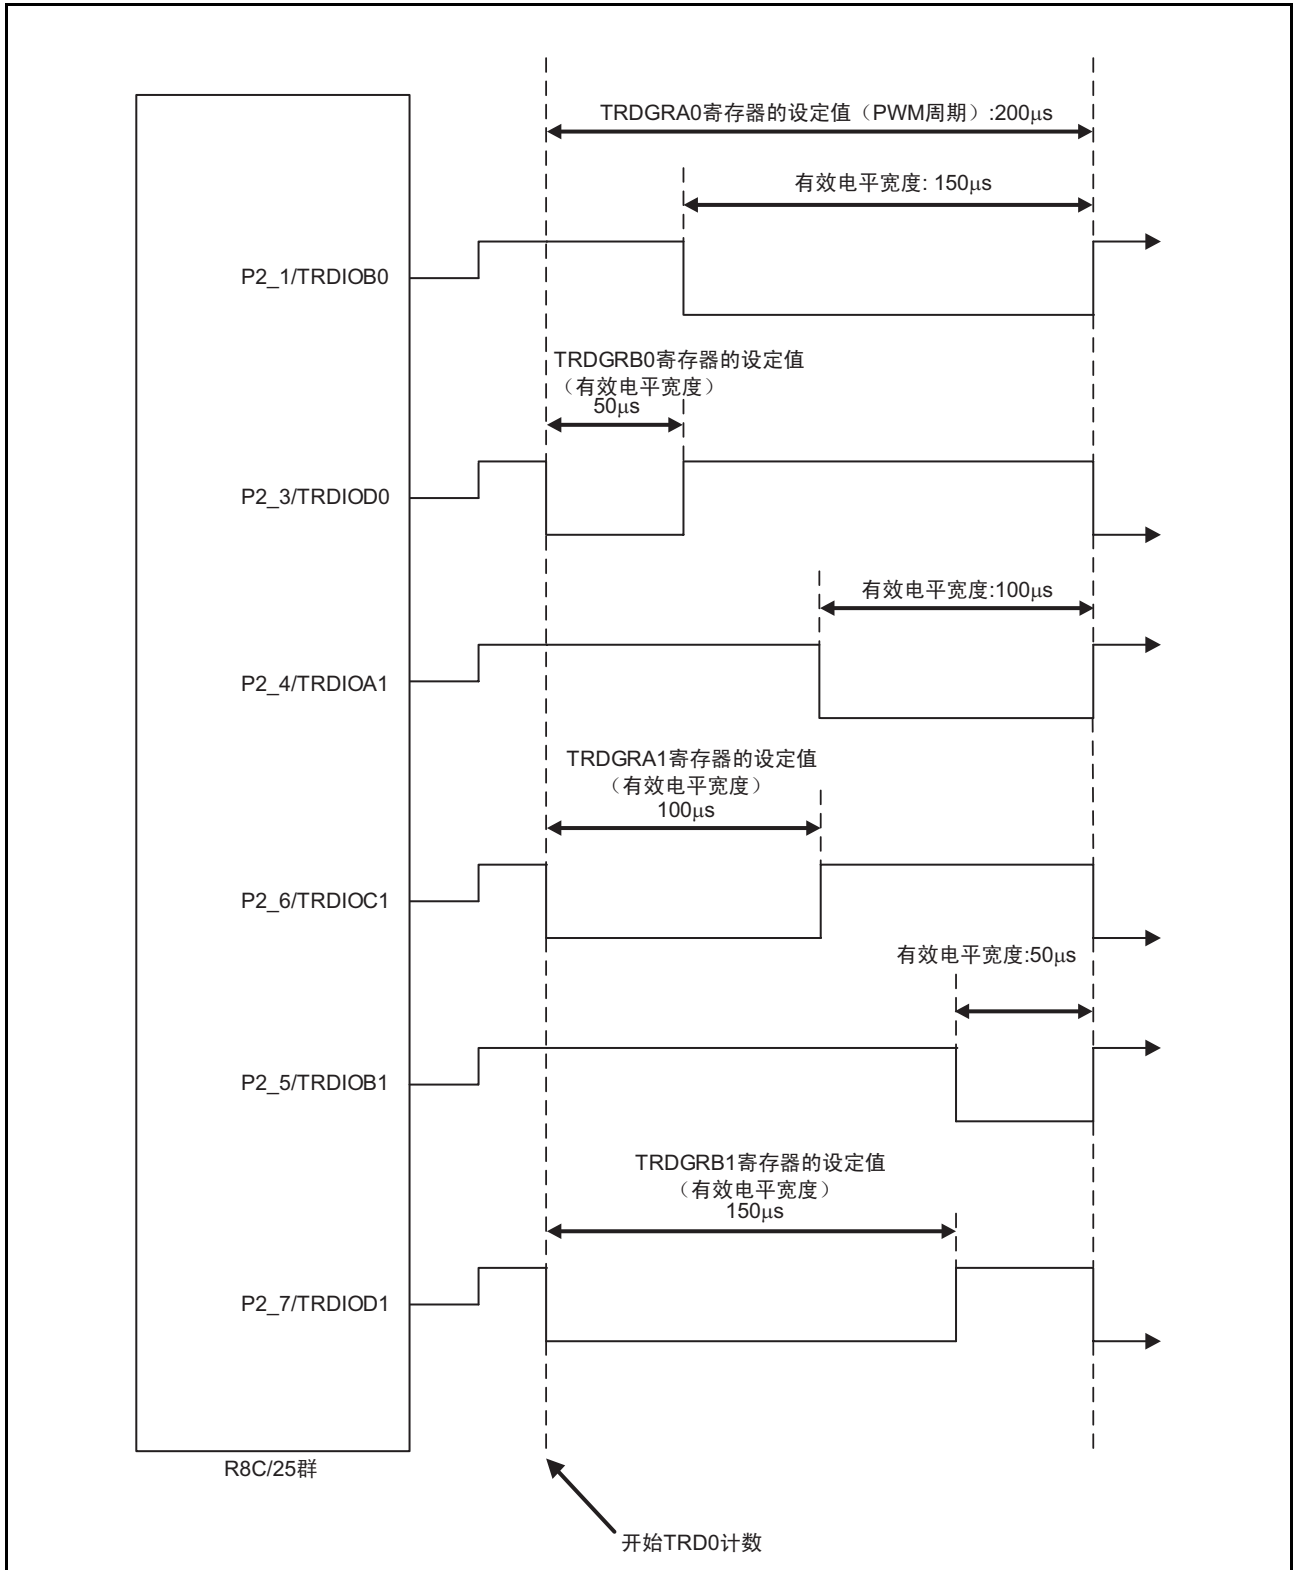 TRDGRA0寄存器的设定值（PWM周期）:200μs
有效电平宽度: 150μs
P2_1/TRDIOB0
TRDGRB0寄存器的设定值
（有效电平宽度）
50μs
P2_3/TRDIOD0
有效电平宽度:100μs
P2_4/TRDIOA1
TRDGRA1寄存器的设定值
（有效电平宽度）
100μs
P2_6/TRDIOC1
有效电平宽度:50μs
P2_5/TRDIOB1
TRDGRB1寄存器的设定值
（有效电平宽度）
150μs
P2_7/TRDIOD1
R8C/25群
开始TRD0计数